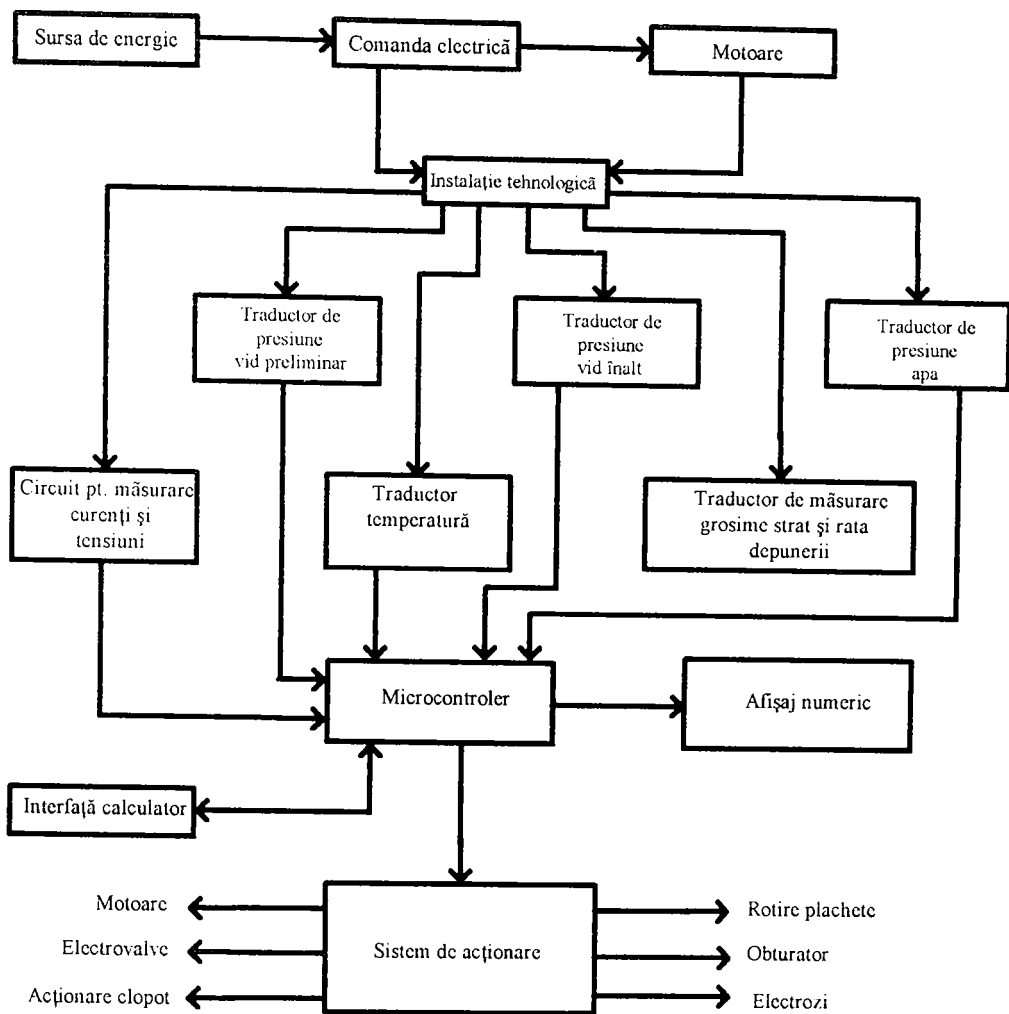 Sursa de energie
Comanda electrică
Motoare
Instalaţie tehnologică
Traductor de
presiune
vid preliminar
Traductor de
presiune
vid înalt
Traductor de
presiune
apa
Circuit pt. măsurare
curenţi şi
tensiuni
Traductor
temperatură
Traductor de măsurare
grosime strat şi rata
depunerii
Microcontroler
Afişaj numeric
Interfaţă calculator
Sistem de acţionare
Motoare
Electrovalve
Acţionare clopot
Rotire plachete
Obturator
Electrozi